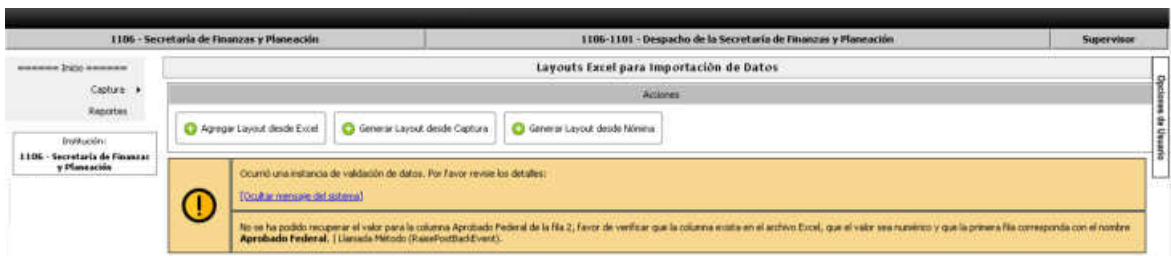 1106 - Secretaría de Finanzas y Planeación
1106-1101 - Despacho de la Secretaría de Finanzas y Planeación
Supervisor
======= Inicio =======
Captura
Reportes
Institución:
1106 - Secretaría de Finanzas
y Planeación
Layouts Excel para Importación de Datos
Acciones
Agregar Layout desde Excel
Generar Layout desde Captura
Generar Layout desde Nómina
Opciones de Usuario
Ocurrió una instancia de validación de datos. Por favor revise los detalles:
[Ocultar mensaje del sistema]
No se ha podido recuperar el valor para la columna Aprobado Federal de la fila 2, favor de verificar que la columna exista en el archivo Excel, que el valor sea numérico y que la primera fila corresponda con el nombre
Aprobado Federal. | Llamada Método (RaisePostBackEvent).